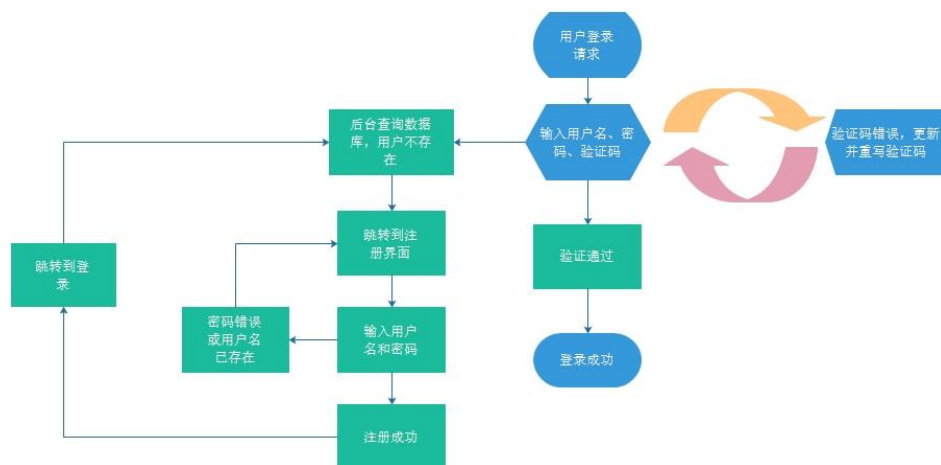 用户登录
请求
后台查询数据
库，用户不存
在
输入用户名、密
码、验证码
验证码错误，更新
并重写验证码
跳转到注
册界面
验证通过
跳转到登
录
密码错误
或用户名
已存在
输入用户
名和密码
登录成功
注册成功